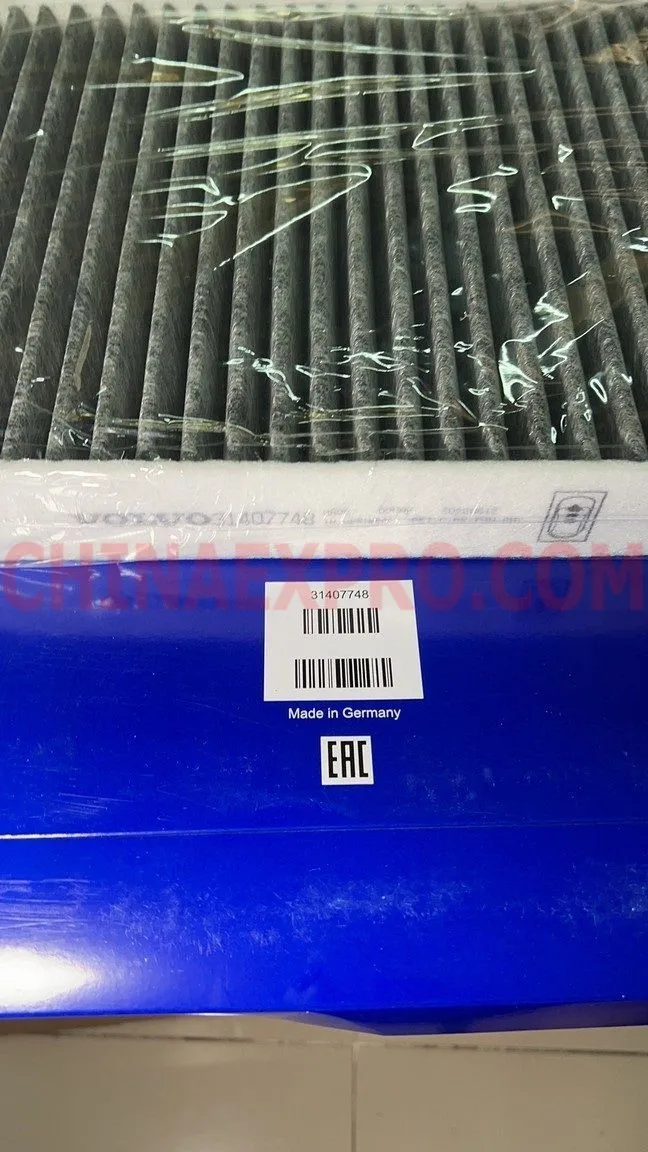 VOLVO 31407748
CHINAEXPRO.COM
31407748
Made in Germany
EAC